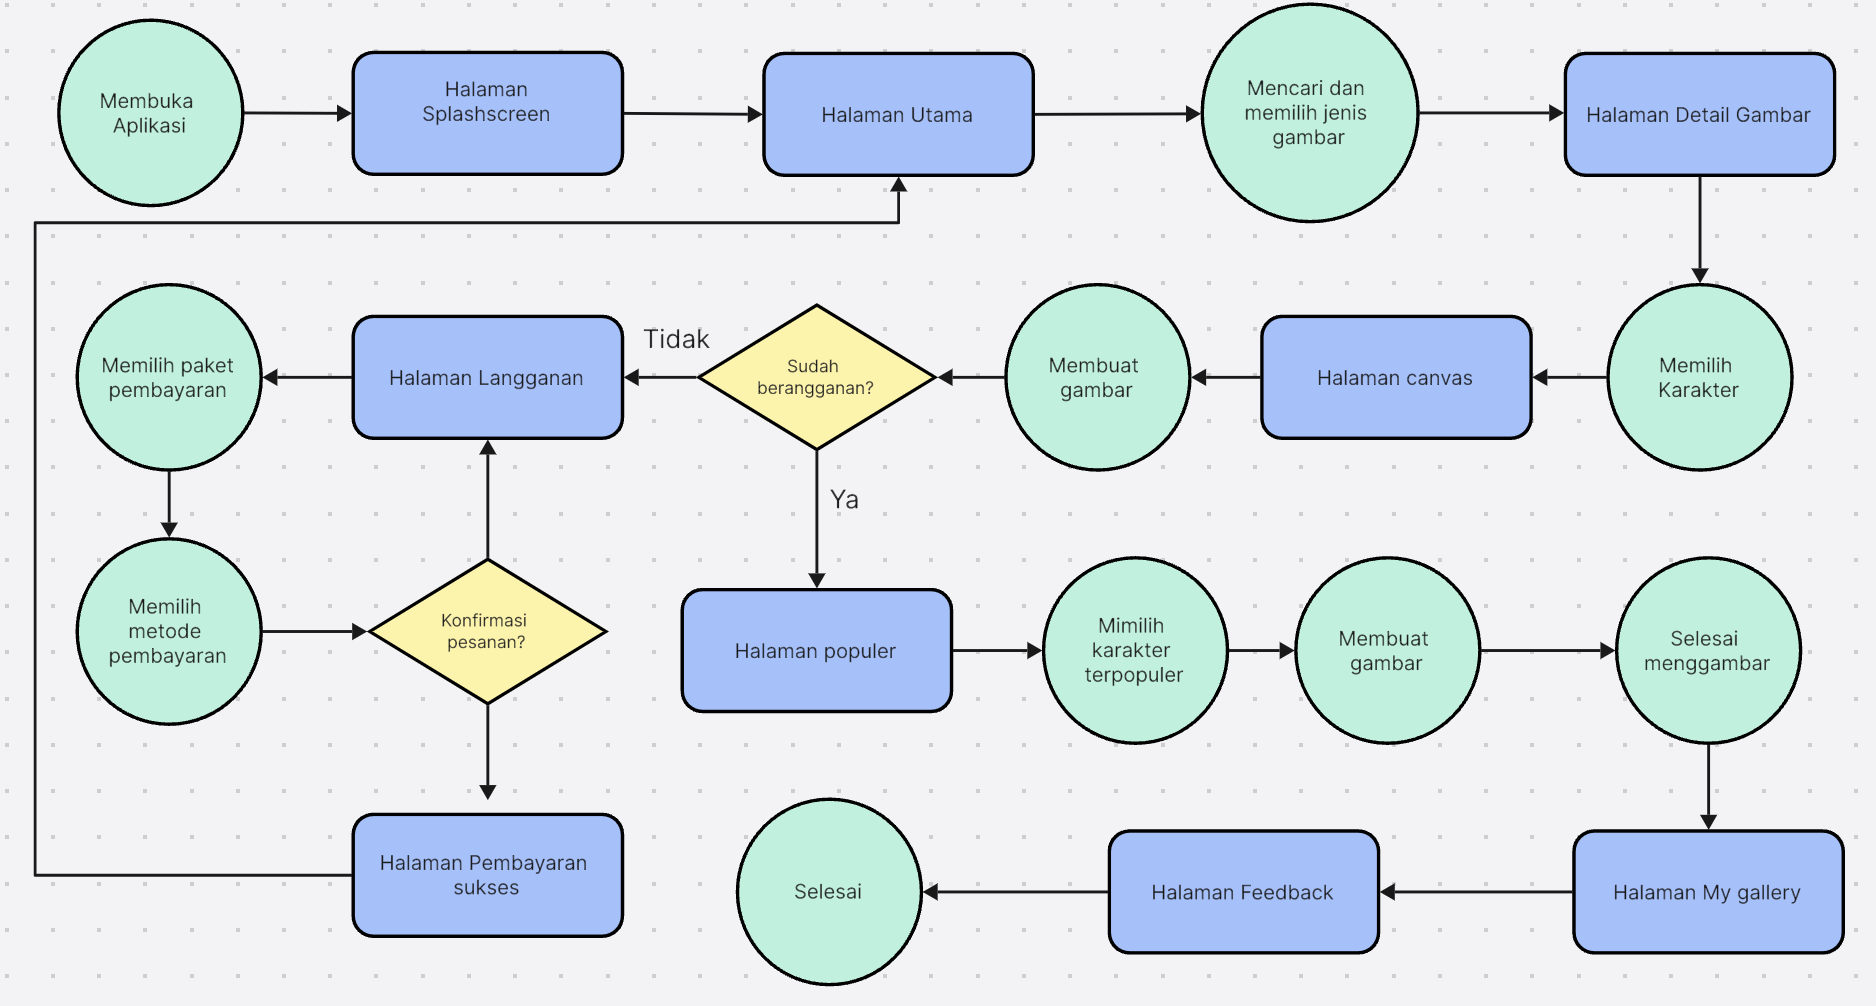 Membuka
Aplikasi
Halaman
Splashscreen
Halaman Utama
Mencari dan
memilih jenis
gambar
Halaman Detail Gambar
Memilih
Karakter
Halaman canvas
Membuat
gambar
Sudah
berangganan?
Tidak
Halaman Langganan
Memilih paket
pembayaran
Memilih
metode
pembayaran
Konfirmasi
pesanan?
Halaman Pembayaran
sukses
Ya
Halaman populer
Mimilih
karakter
terpopuler
Membuat
gambar
Selesai
menggambar
Halaman My gallery
Halaman Feedback
Selesai